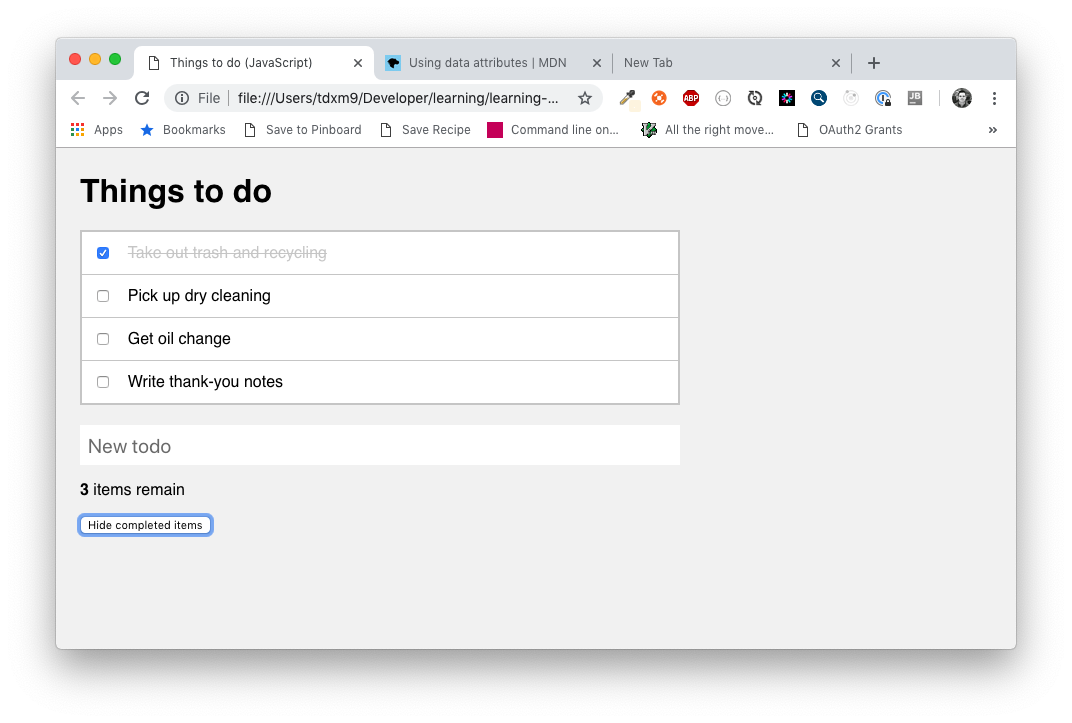 Things to do (JavaScript)
Using data attributes | MDN
New Tab
File
file:///Users/tdxm9/Developer/learning/learning-...
ABP
JB
Apps
Bookmarks
Save to Pinboard
Save Recipe
Command line on...
All the right move...
OAuth2 Grants
»
Things to do
Take out trash and recycling
Pick up dry cleaning
Get oil change
Write thank-you notes
New todo
3 items remain
Hide completed items